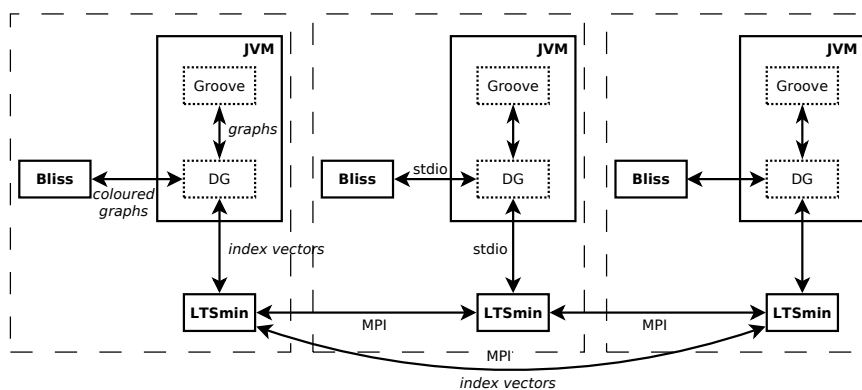 JVM
Groove
graphs
Bliss
DG
coloured
graphs
index vectors
LTSmin
JVM
Groove
Bliss
stdio
DG
stdio
LTSmin
JVM
Groove
Bliss
DG
LTSmin
MPI
MPI
MPI
index vectors